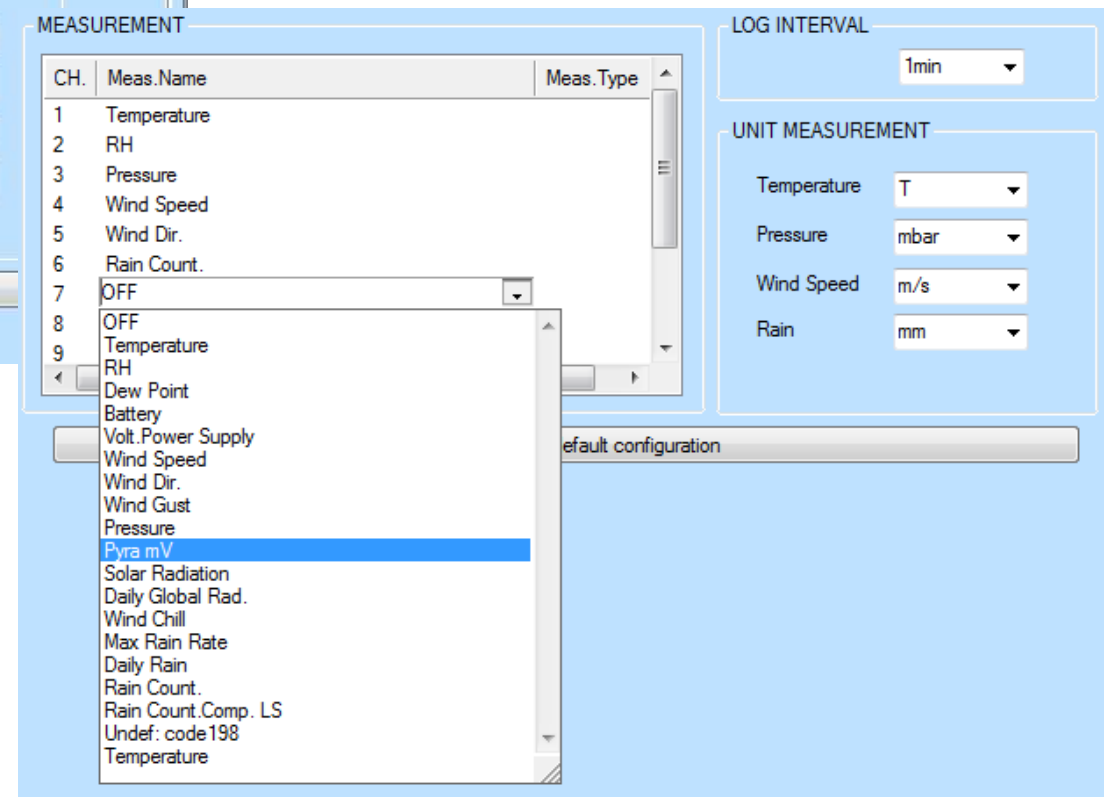 MEASUREMENT
CH. Meas.Name Meas.Type
1 Temperature
2 RH
3 Pressure
4 Wind Speed
5 Wind Dir.
6 Rain Count.
7 OFF
8
9
OFF
Temperature
RH
Dew Point
Battery
Volt.Power Supply
Wind Speed
Wind Dir.
Wind Gust
Pressure
Pyra mV
Solar Radiation
Daily Global Rad.
Wind Chill
Max Rain Rate
Daily Rain
Rain Count.
Rain Count.Comp. LS
Undef: code198
Temperature
efault configuration
LOG INTERVAL
1min
UNIT MEASUREMENT
Temperature T
Pressure mbar
Wind Speed m/s
Rain mm